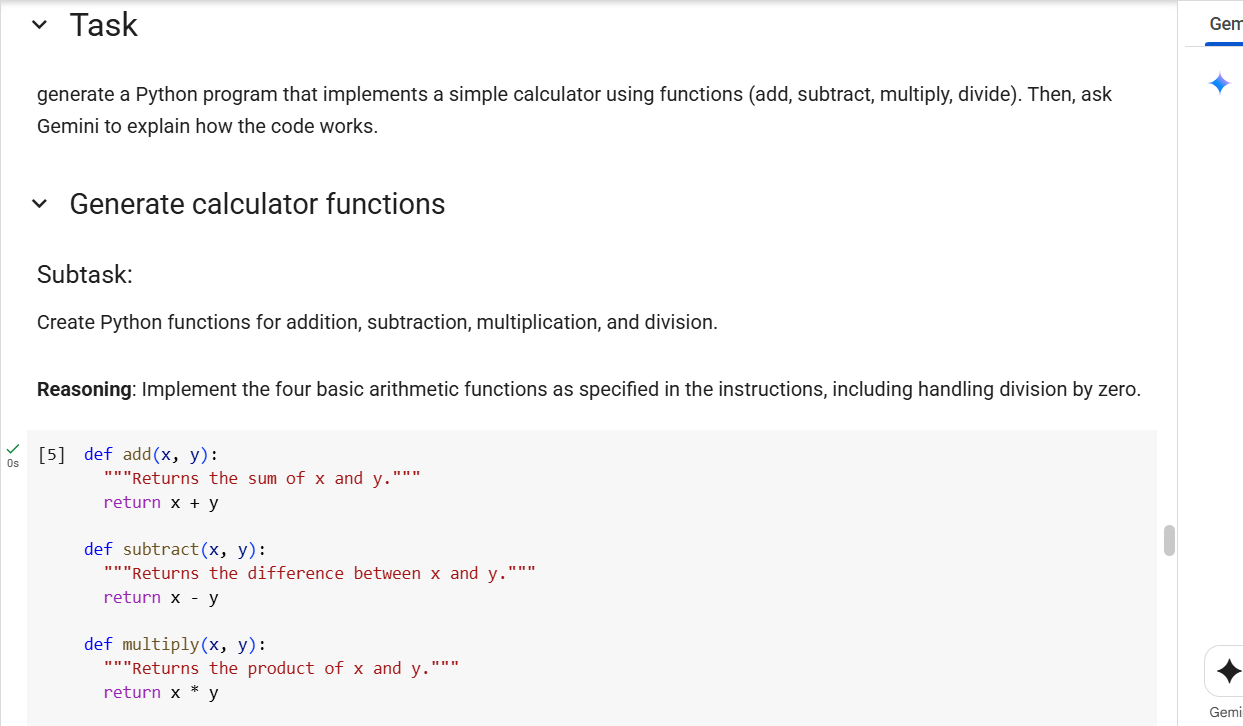 Task
Gem
generate a Python program that implements a simple calculator using functions (add, subtract, multiply, divide). Then, ask
Gemini to explain how the code works.
Generate calculator functions
Subtask:
Create Python functions for addition, subtraction, multiplication, and division.
Reasoning: Implement the four basic arithmetic functions as specified in the instructions, including handling division by zero.
0s
[5] def add(x, y):
"""Returns the sum of x and y."""
return x + y
def subtract(x, y):
"""Returns the difference between x and y."""
return x - y
def multiply(x, y):
"""Returns the product of x and y."""
return x * y
Gemi